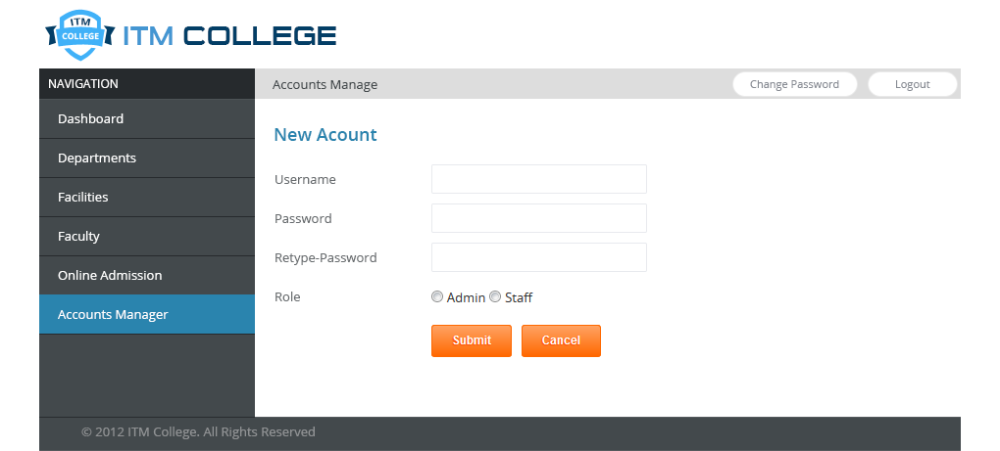 ITM
COLLEGE
ITM COLLEGE
NAVIGATION
Accounts Manage
Change Password
Logout
Dashboard
Departments
Facilities
Faculty
Online Admission
Accounts Manager
New Acount
Username
Password
Retype-Password
Role
Admin Staff
Submit Cancel
© 2012 ITM College. All Rights Reserved